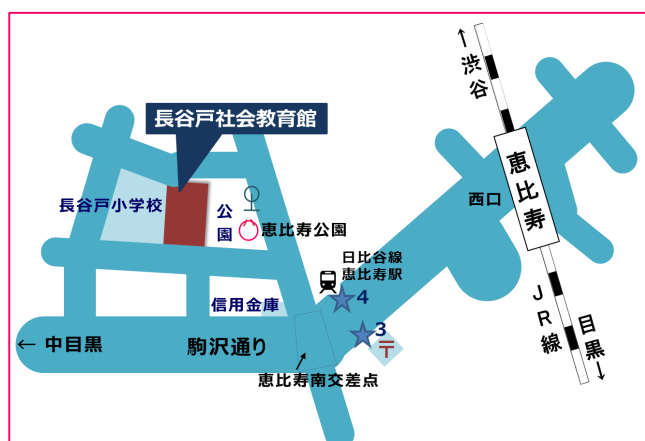 ↑
渋谷
長谷戸社会教育館
恵比寿
西口
長谷戸小学校
公園
恵比寿公園
日比谷線
恵比寿駅
4
信用金庫
3
〒
JR線
目黒
↓
← 中目黒
駒沢通り
恵比寿南交差点